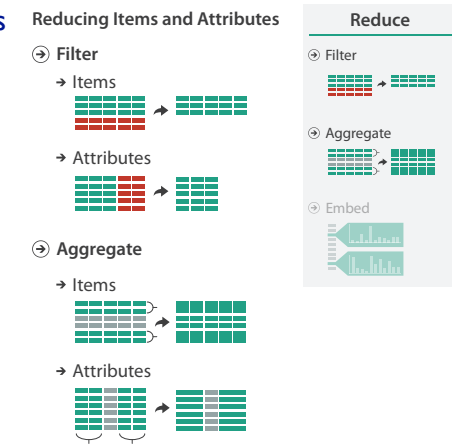 s
Reducing Items and Attributes
Filter
Items
Attributes
Aggregate
Items
Attributes
Reduce
Filter
Aggregate
Embed